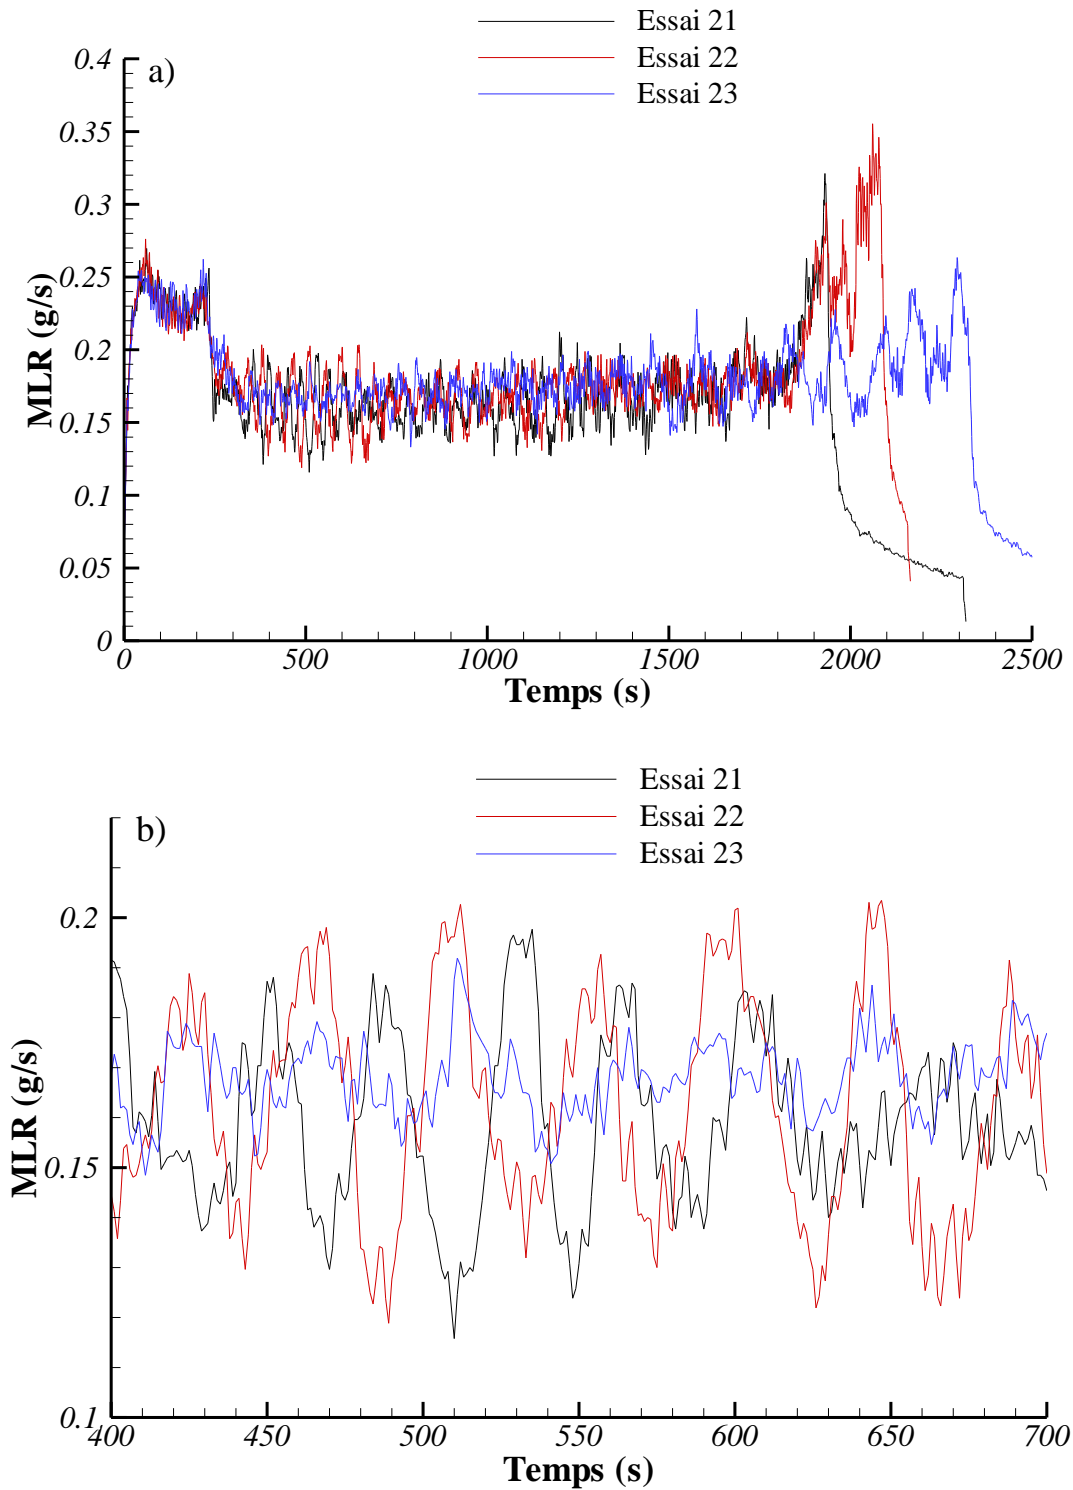 Essai 21
Essai 22
Essai 23
a)
0.4
0.35
0.3
0.25
0.2
0.15
0.1
0.05
0
MLR (g/s)
0 500 1000 1500 2000 2500
Temps (s)
Essai 21
Essai 22
Essai 23
b)
0.2
0.15
0.1
MLR (g/s)
400 450 500 550 600 650 700
Temps (s)